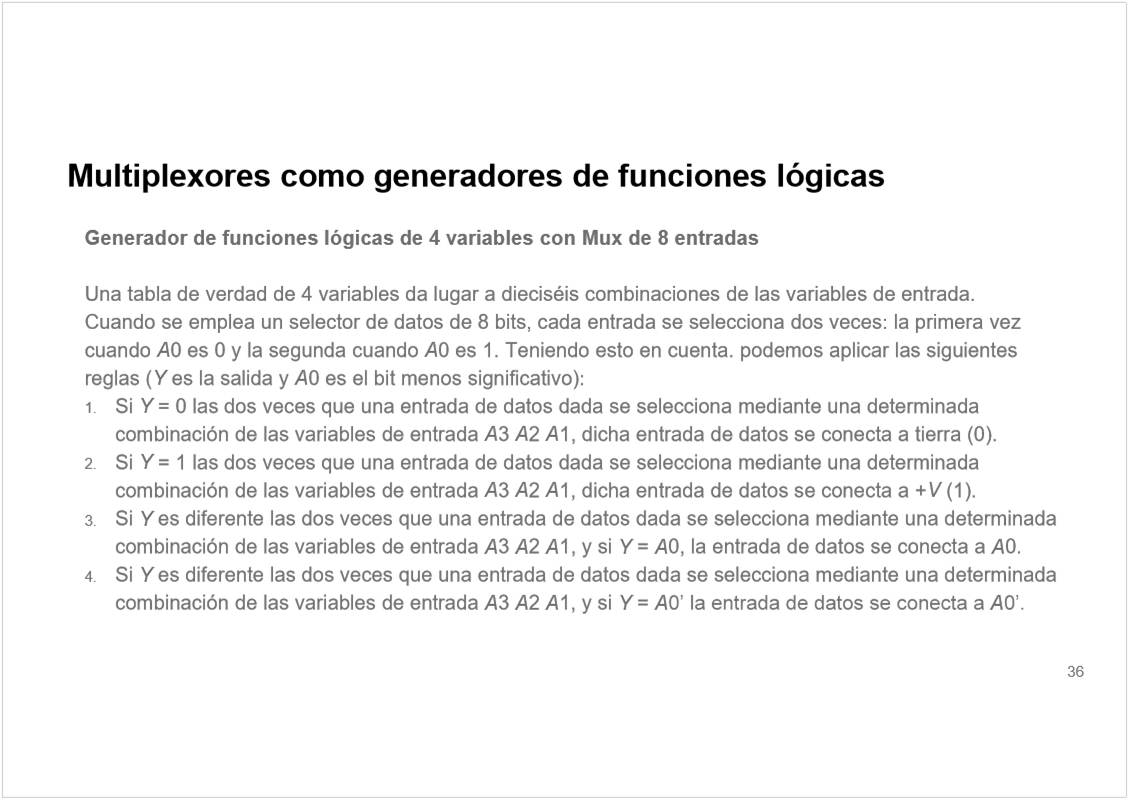 Multiplexores como generadores de funciones lógicas
Generador de funciones lógicas de 4 variables con Mux de 8 entradas
Una tabla de verdad de 4 variables da lugar a dieciséis combinaciones de las variables de entrada.
Cuando se emplea un selector de datos de 8 bits, cada entrada se selecciona dos veces: la primera vez
cuando A0 es 0 y la segunda cuando A0 es 1. Teniendo esto en cuenta. podemos aplicar las siguientes
reglas (Y es la salida y A0 es el bit menos significativo):
1. Si Y = 0 las dos veces que una entrada de datos dada se selecciona mediante una determinada
combinación de las variables de entrada A3 A2 A1, dicha entrada de datos se conecta a tierra (0).
2. Si Y = 1 las dos veces que una entrada de datos dada se selecciona mediante una determinada
combinación de las variables de entrada A3 A2 A1, dicha entrada de datos se conecta a +V (1).
3. Si Y es diferente las dos veces que una entrada de datos dada se selecciona mediante una determinada
combinación de las variables de entrada A3 A2 A1, y si Y = A0, la entrada de datos se conecta a A0.
4. Si Y es diferente las dos veces que una entrada de datos dada se selecciona mediante una determinada
combinación de las variables de entrada A3 A2 A1, y si Y = A0’ la entrada de datos se conecta a A0’.
36